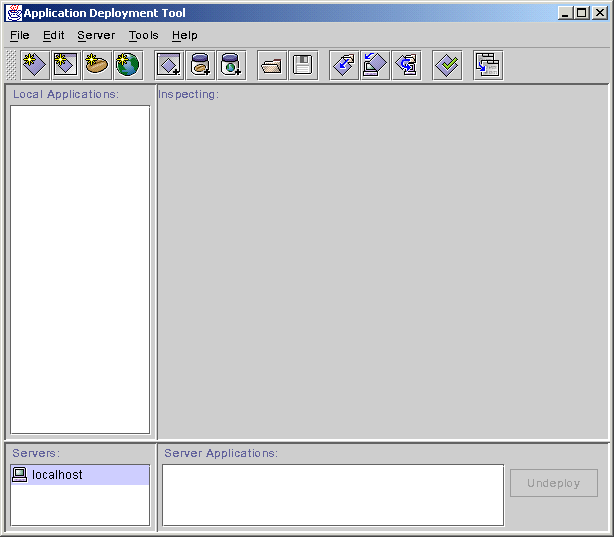 Application Deployment Tool
File Edit Server Tools Help
Local Applications:
Inspecting:
Servers:
localhost
Server Applications:
Undeploy